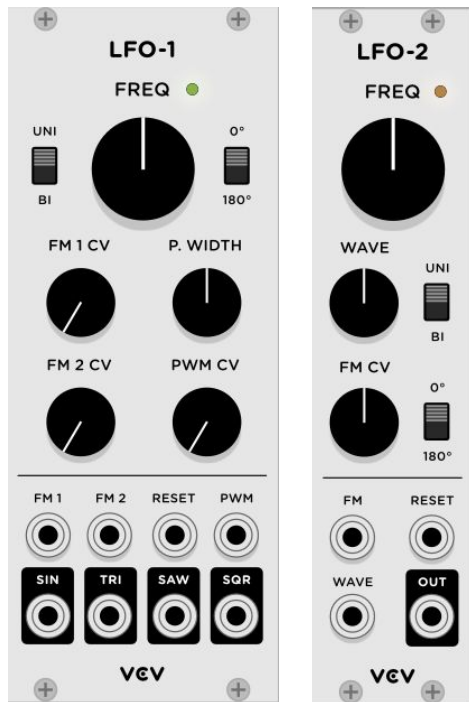 LFO-1
FREQ
UNI
0°
BI
180°
FM 1 CV P. WIDTH
FM 2 CV PWM CV
FM 1 FM 2 RESET PWM
SIN TRI SAW SQR
VCV
LFO-2
FREQ
WAVE
UNI
BI
FM CV
0°
180°
FM RESET
WAVE OUT
VCV